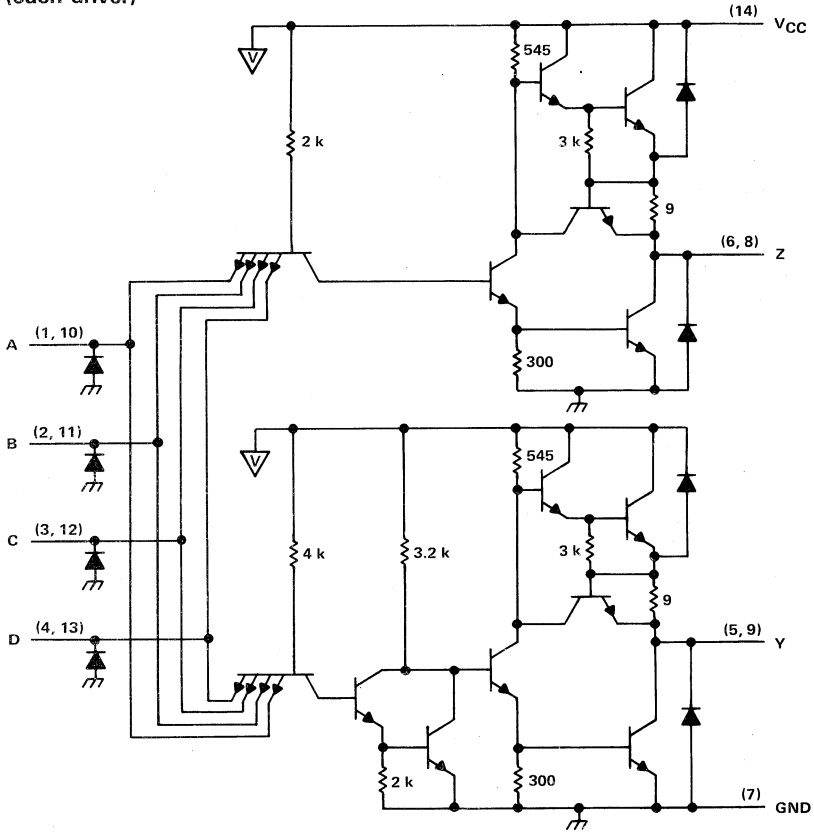 (each driver)
(14)
VCC
545
V
3 k
2 k
9
(6, 8)
Z
300
A
(1, 10)
B
(2, 11)
C
(3, 12)
D
(4, 13)
V
545
4 k
3.2 k
3 k
9
(5, 9)
Y
2 k
300
(7)
GND